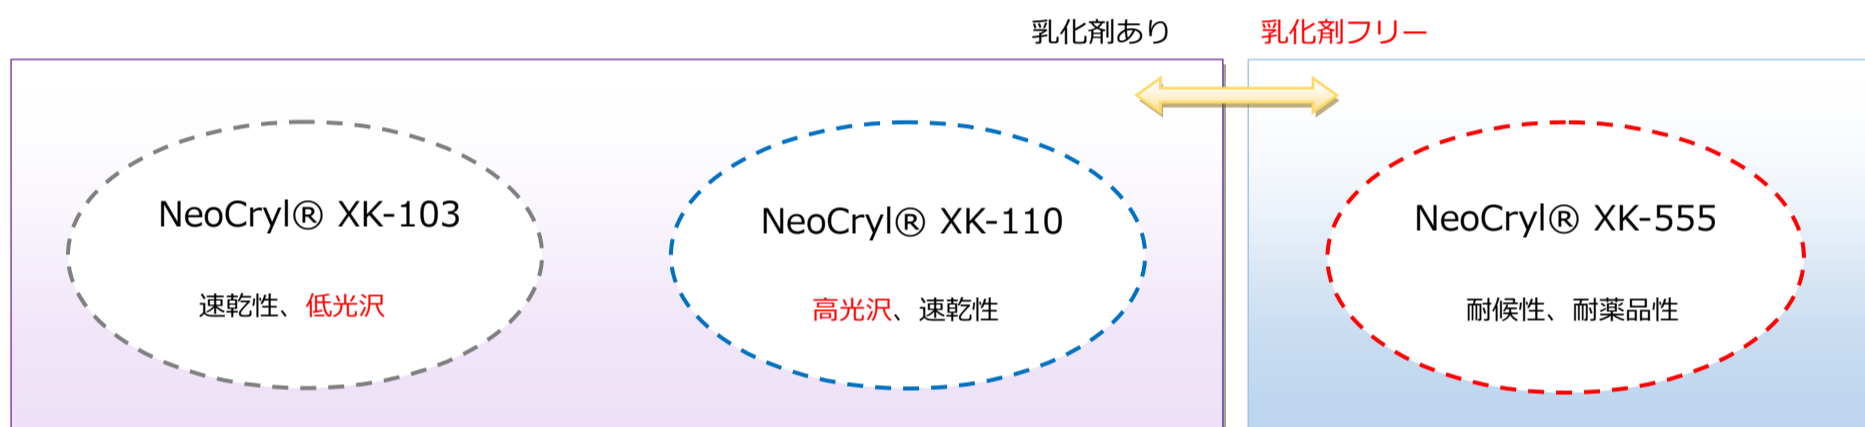 乳化剤あり
乳化剤フリー
NeoCryl® XK-103
速乾性、低光沢
NeoCryl® XK-110
高光沢、速乾性
NeoCryl® XK-555
耐候性、耐薬品性